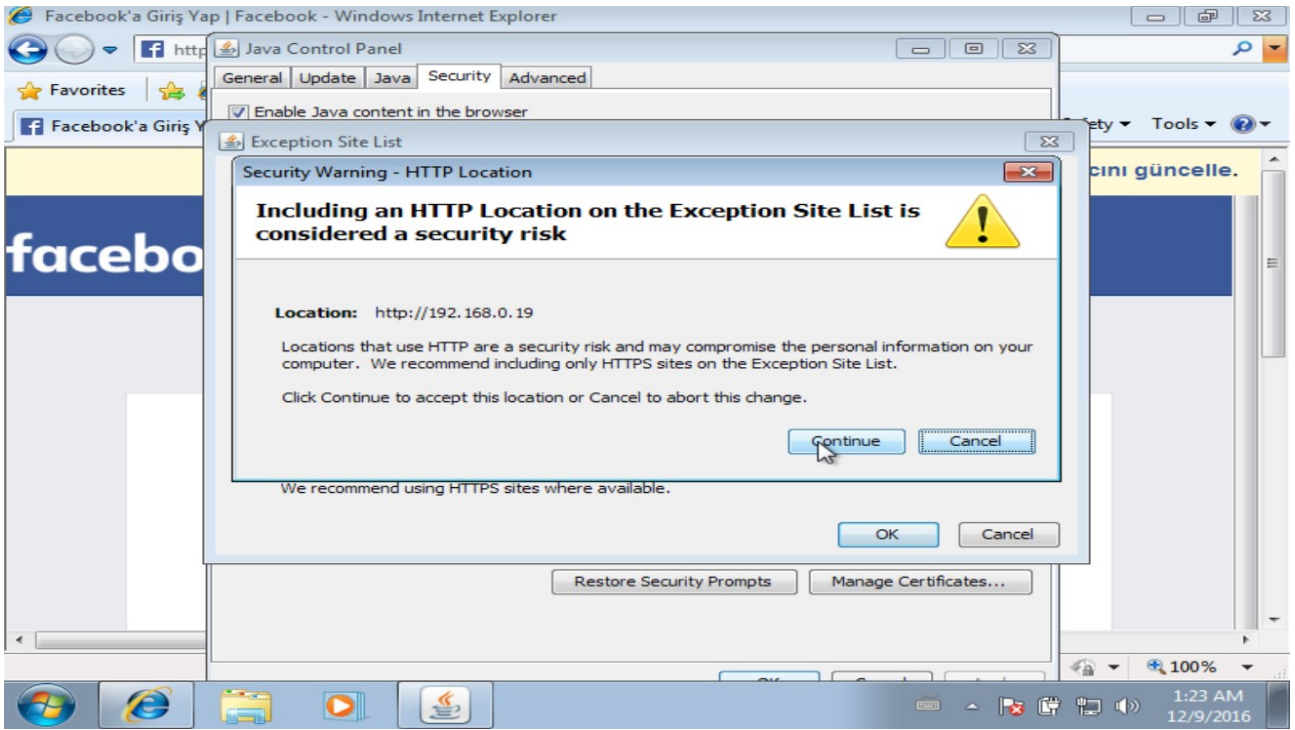 Facebook'a Giriş Yap | Facebook - Windows Internet Explorer
http
Java Control Panel
General Update Java Security Advanced
Favorites
Enable Java content in the browser
Facebook'a Giriş
Tools
Exception Site List
Security Warning - HTTP Location
güncelle.
Including an HTTP Location on the Exception Site List is
considered a security risk
facebo
Location: http://192.168.0.19
Locations that use HTTP are a security risk and may compromise the personal information on your
computer. We recommend including only HTTPS sites on the Exception Site List.
Click Continue to accept this location or Cancel to abort this change.
Continue Cancel
We recommend using HTTPS sites where available.
OK Cancel
Restore Security Prompts Manage Certificates...
100%
1:23 AM
12/9/2016